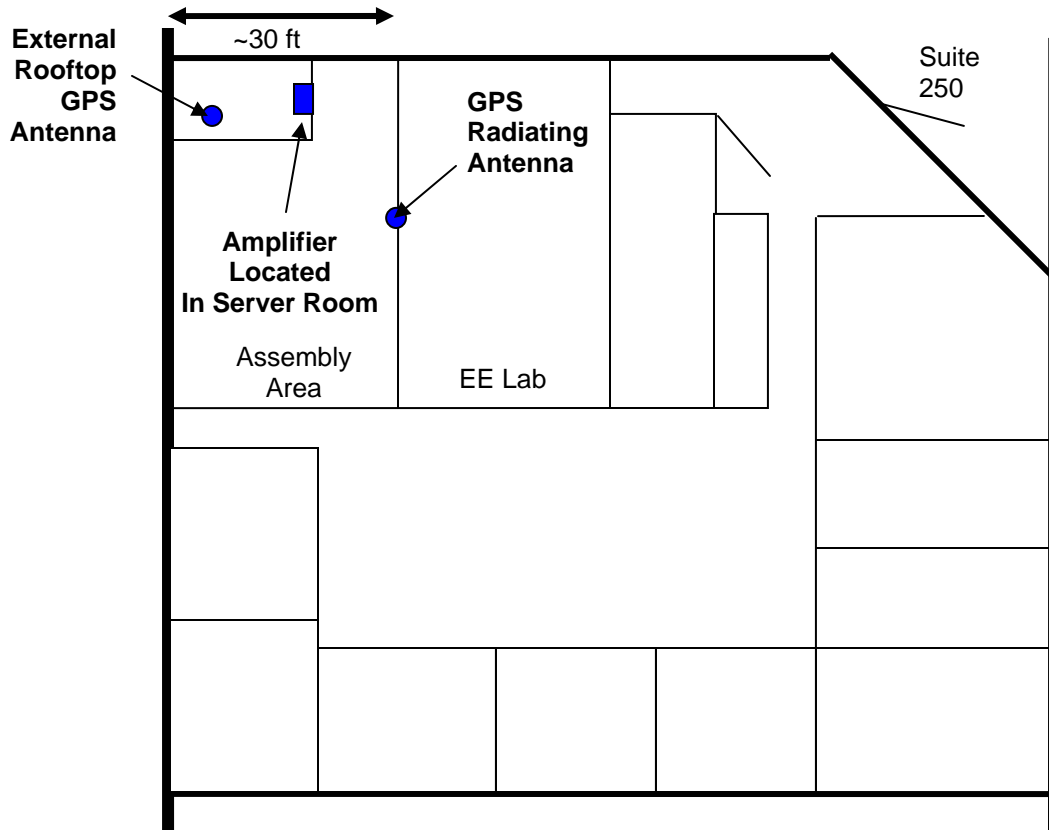 ~30 ft
External
Rooftop
GPS
Antenna
Suite
250
GPS
Radiating
Antenna
Amplifier
Located
In Server Room
Assembly
Area
EE Lab